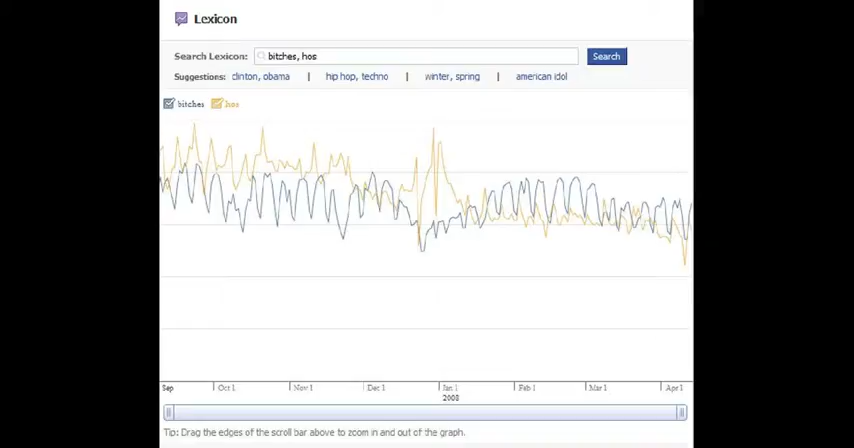 Lexicon
Search Lexicon: bitches, hos Search
Suggestions: clinton, obama | hip hop, techno | winter, spring | american idol
bitches hos
Sep Oct 1 Nov 1 Dec 1 Jan 1 Feb 1 Mar 1 Apr 1
2008
Tip: Drag the edges of the scroll bar above to zoom in and out of the graph.